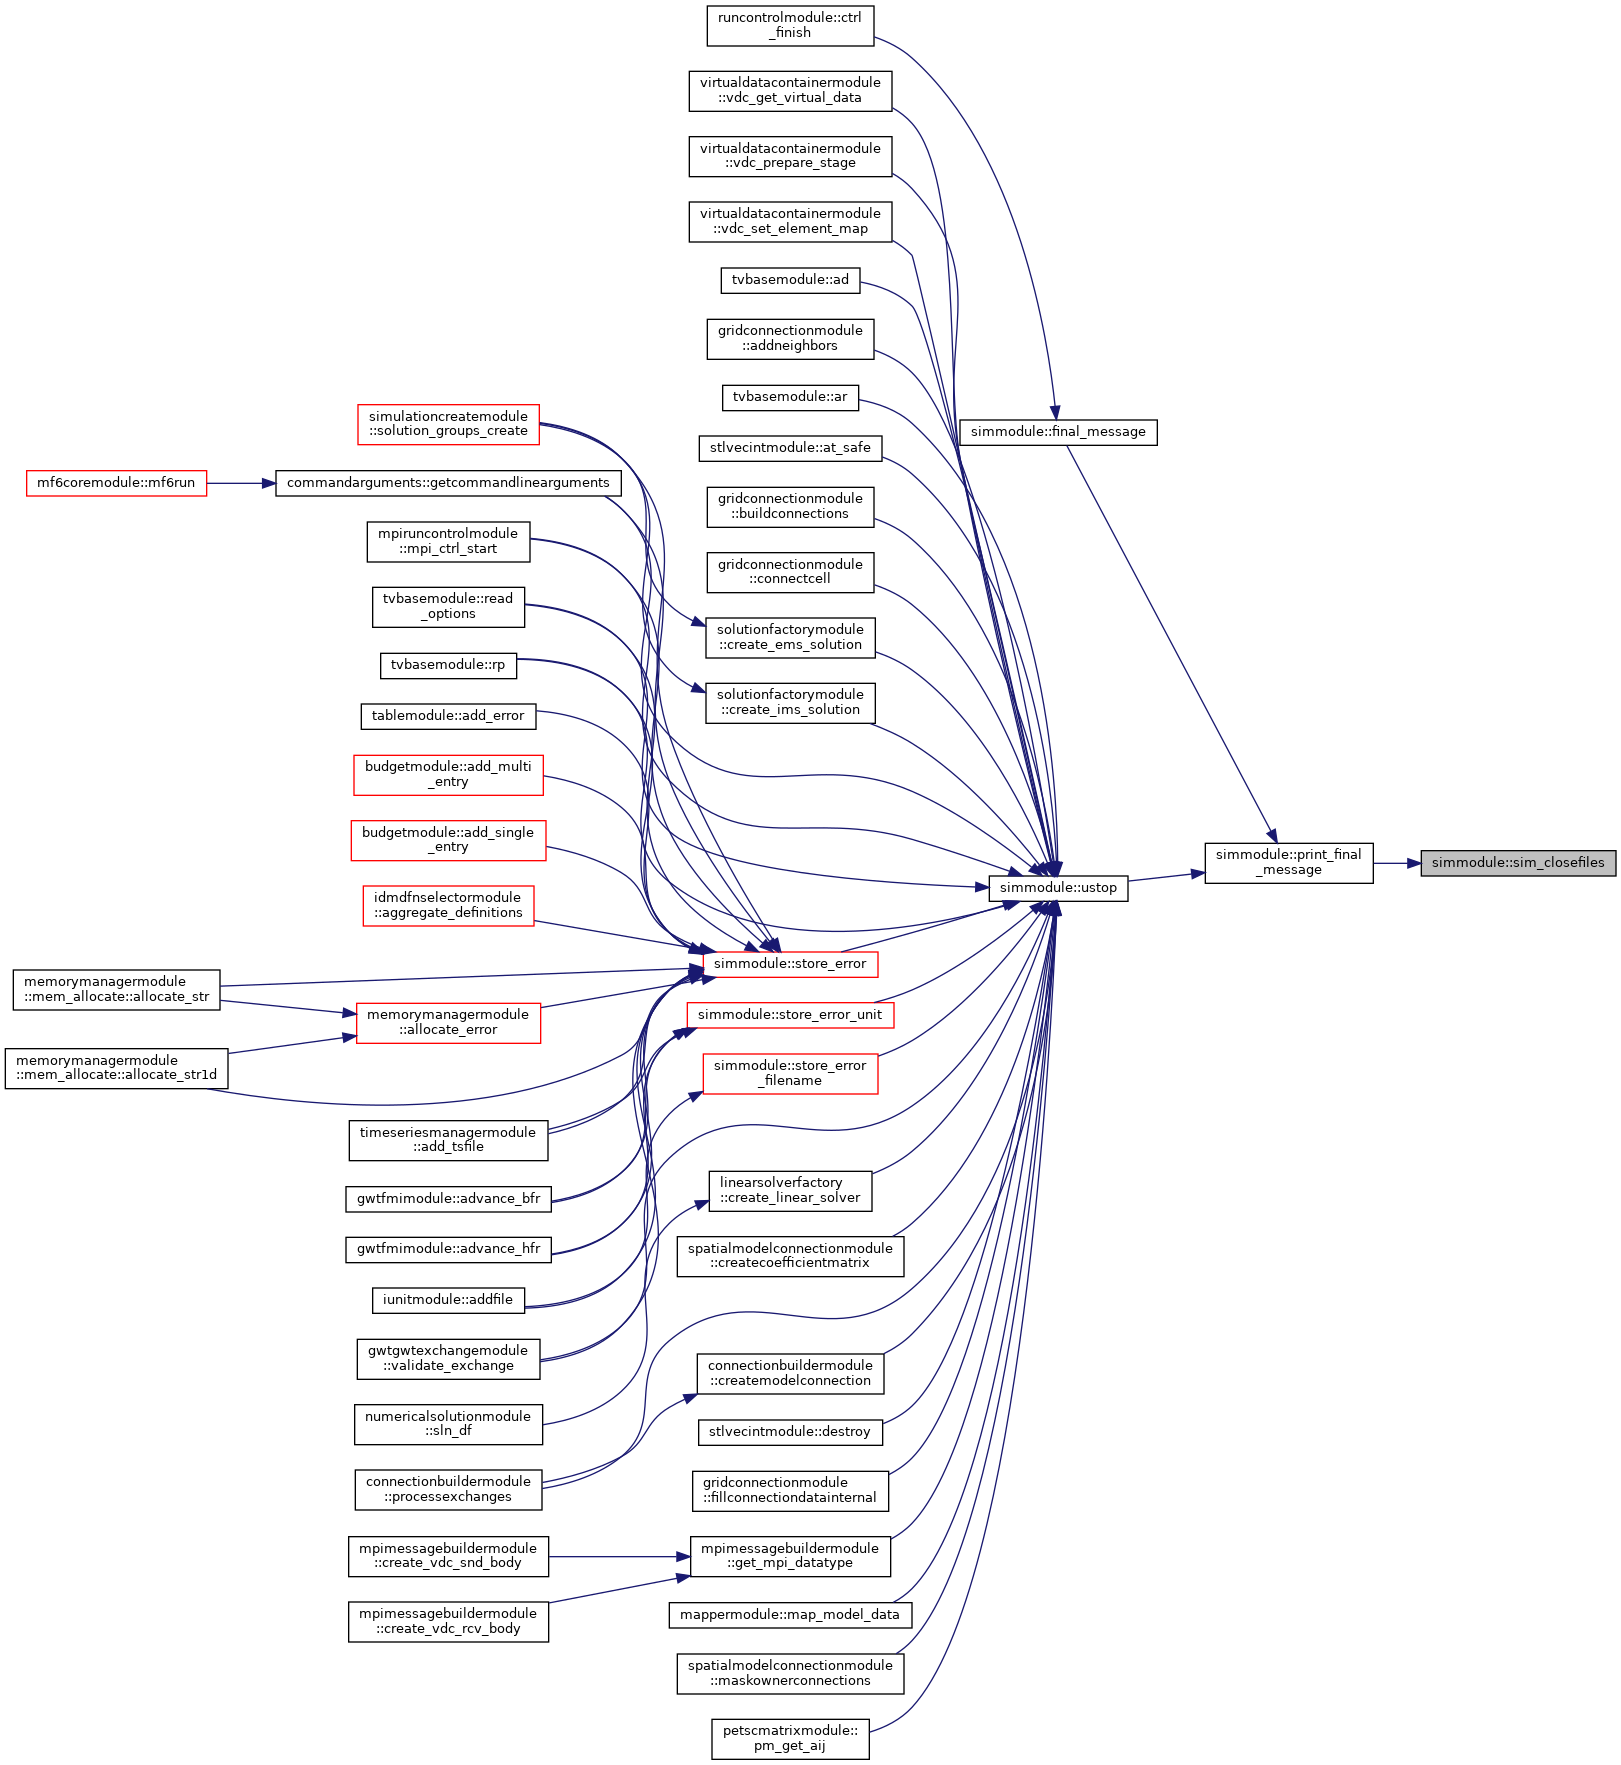 runcontrolmodule::ctrl
_finish
virtualdatacontainermodule
::vdc_get_virtual_data
virtualdatacontainermodule
::vdc_prepare_stage
virtualdatacontainermodule
::vdc_set_element_map
tvbasemodule::ad
gridconnectionmodule
::addneighbors
tvbasemodule::ar
stlvecintmodule::at_safe
gridconnectionmodule
::buildconnections
gridconnectionmodule
::connectcell
solutionfactorymodule
::create_ems_solution
solutionfactorymodule
::create_ims_solution
simmodule::final_message
simulationcreatemodule
::solution_groups_create
mf6coremodule::mf6run
commandarguments::getcommandlinearguments
mpiruncontrolmodule
::mpi_ctrl_start
tvbasemodule::read
_options
tvbasemodule::rp
tablemodule::add_error
budgetmodule::add_multi
_entry
budgetmodule::add_single
_entry
idmdfnselectormodule
::aggregate_definitions
memorymanagermodule
::mem_allocate::allocate_str
memorymanagermodule
::allocate_error
memorymanagermodule
::mem_allocate::allocate_str1d
timeseriesmanagermodule
::add_tsfile
gwtfmimodule::advance_bfr
gwtfmimodule::advance_hfr
iunitmodule::addfile
gwtgwtexchangemodule
::validate_exchange
numericalsolutionmodule
::sln_df
connectionbuildermodule
::processexchanges
mpimessagebuildermodule
::create_vdc_snd_body
mpimessagebuildermodule
::create_vdc_rcv_body
simmodule::print_final
_message
simmodule::sim_closefiles
simmodule::ustop
simmodule::store_error
simmodule::store_error_unit
simmodule::store_error
_filename
linearsolverfactory
::create_linear_solver
spatialmodelconnectionmodule
::createcoefficientmatrix
connectionbuildermodule
::createmodelconnection
stlvecintmodule::destroy
gridconnectionmodule
::fillconnectiondatainternal
mpimessagebuildermodule
::get_mpi_datatype
mappermodule::map_model_data
spatialmodelconnectionmodule
::maskownerconnections
petscmatrixmodule::
pm_get_aij